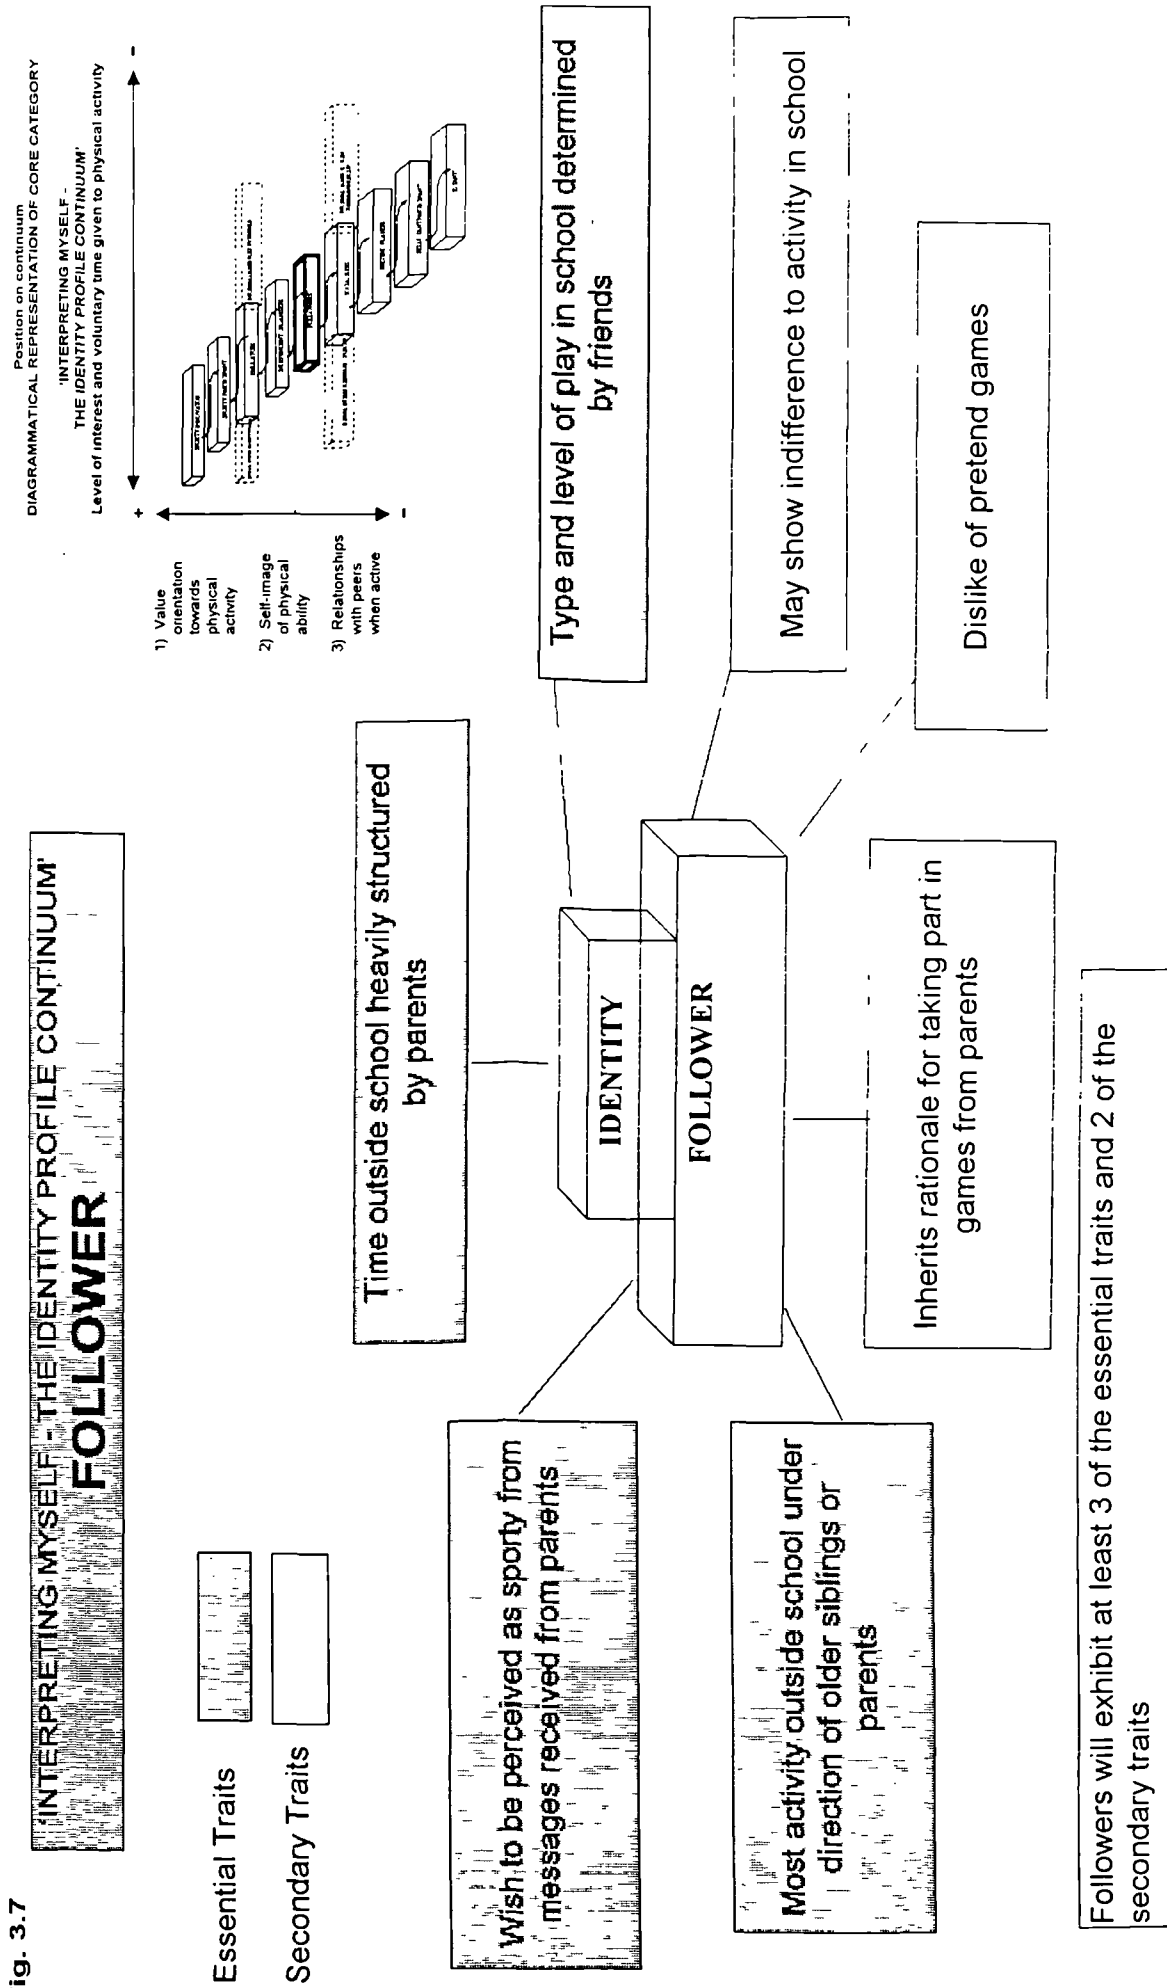 ig. 3.7
'INTERPRETING MYSELF - THE IDENTITY PROFILE CONTINUUM'
FOLLOWER
Position on continuum
DIAGRAMMATICAL REPRESENTATION OF CORE CATEGORY
'INTERPRETING MYSELF -
THE IDENTITY PROFILE CONTINUUM'
Level of interest and voluntary time given to physical activity
+
-
-
1) Value
orientation
towards
physical
activity
2) Self-image
of physical
ability
3) Relationships
with peers
when active
Essential Traits
Secondary Traits
Time outside school heavily structured
by parents
Type and level of play in school determined
by friends
Wish to be perceived as sporty from
messages received from parents
IDENTITY
FOLLOWER
May show indifference to activity in school
Most activity outside school under
direction of older siblings or
parents
Inherits rationale for taking part in
games from parents
Dislike of pretend games
Followers will exhibit at least 3 of the essential traits and 2 of the
secondary traits